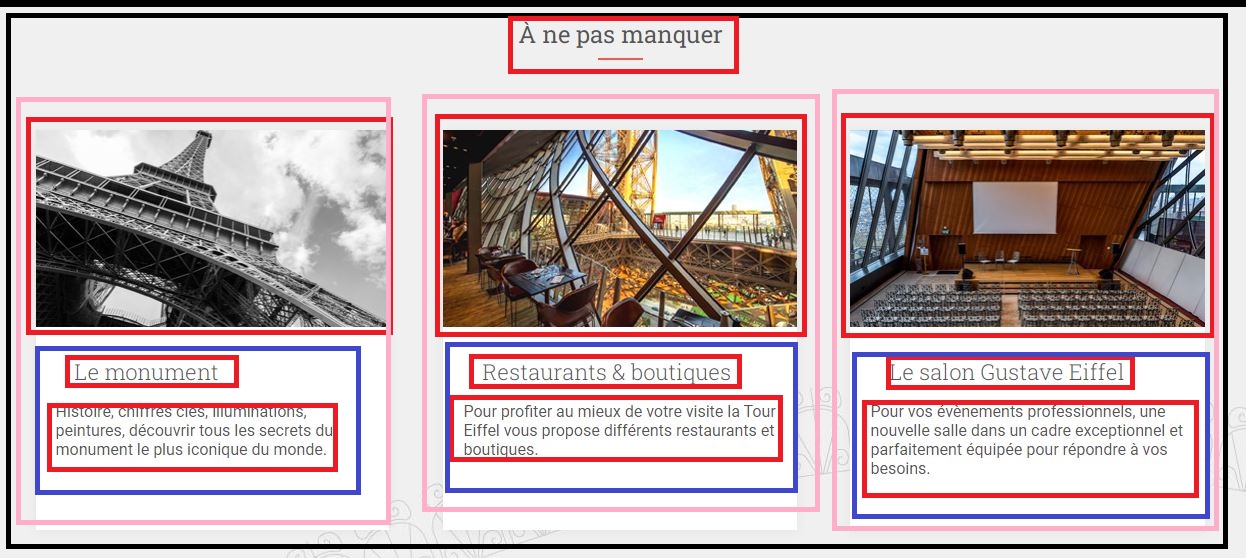 À ne pas manquer
Le monument
Histoire, chiffres clés, illuminations,
peintures, découvrir tous les secrets du
monument le plus iconique du monde.
Restaurants & boutiques
Pour profiter au mieux de votre visite la Tour
Eiffel vous propose différents restaurants et
boutiques.
Le salon Gustave Eiffel
Pour vos évènements professionnels, une
nouvelle salle dans un cadre exceptionnel et
parfaitement équipée pour répondre à vos
besoins.